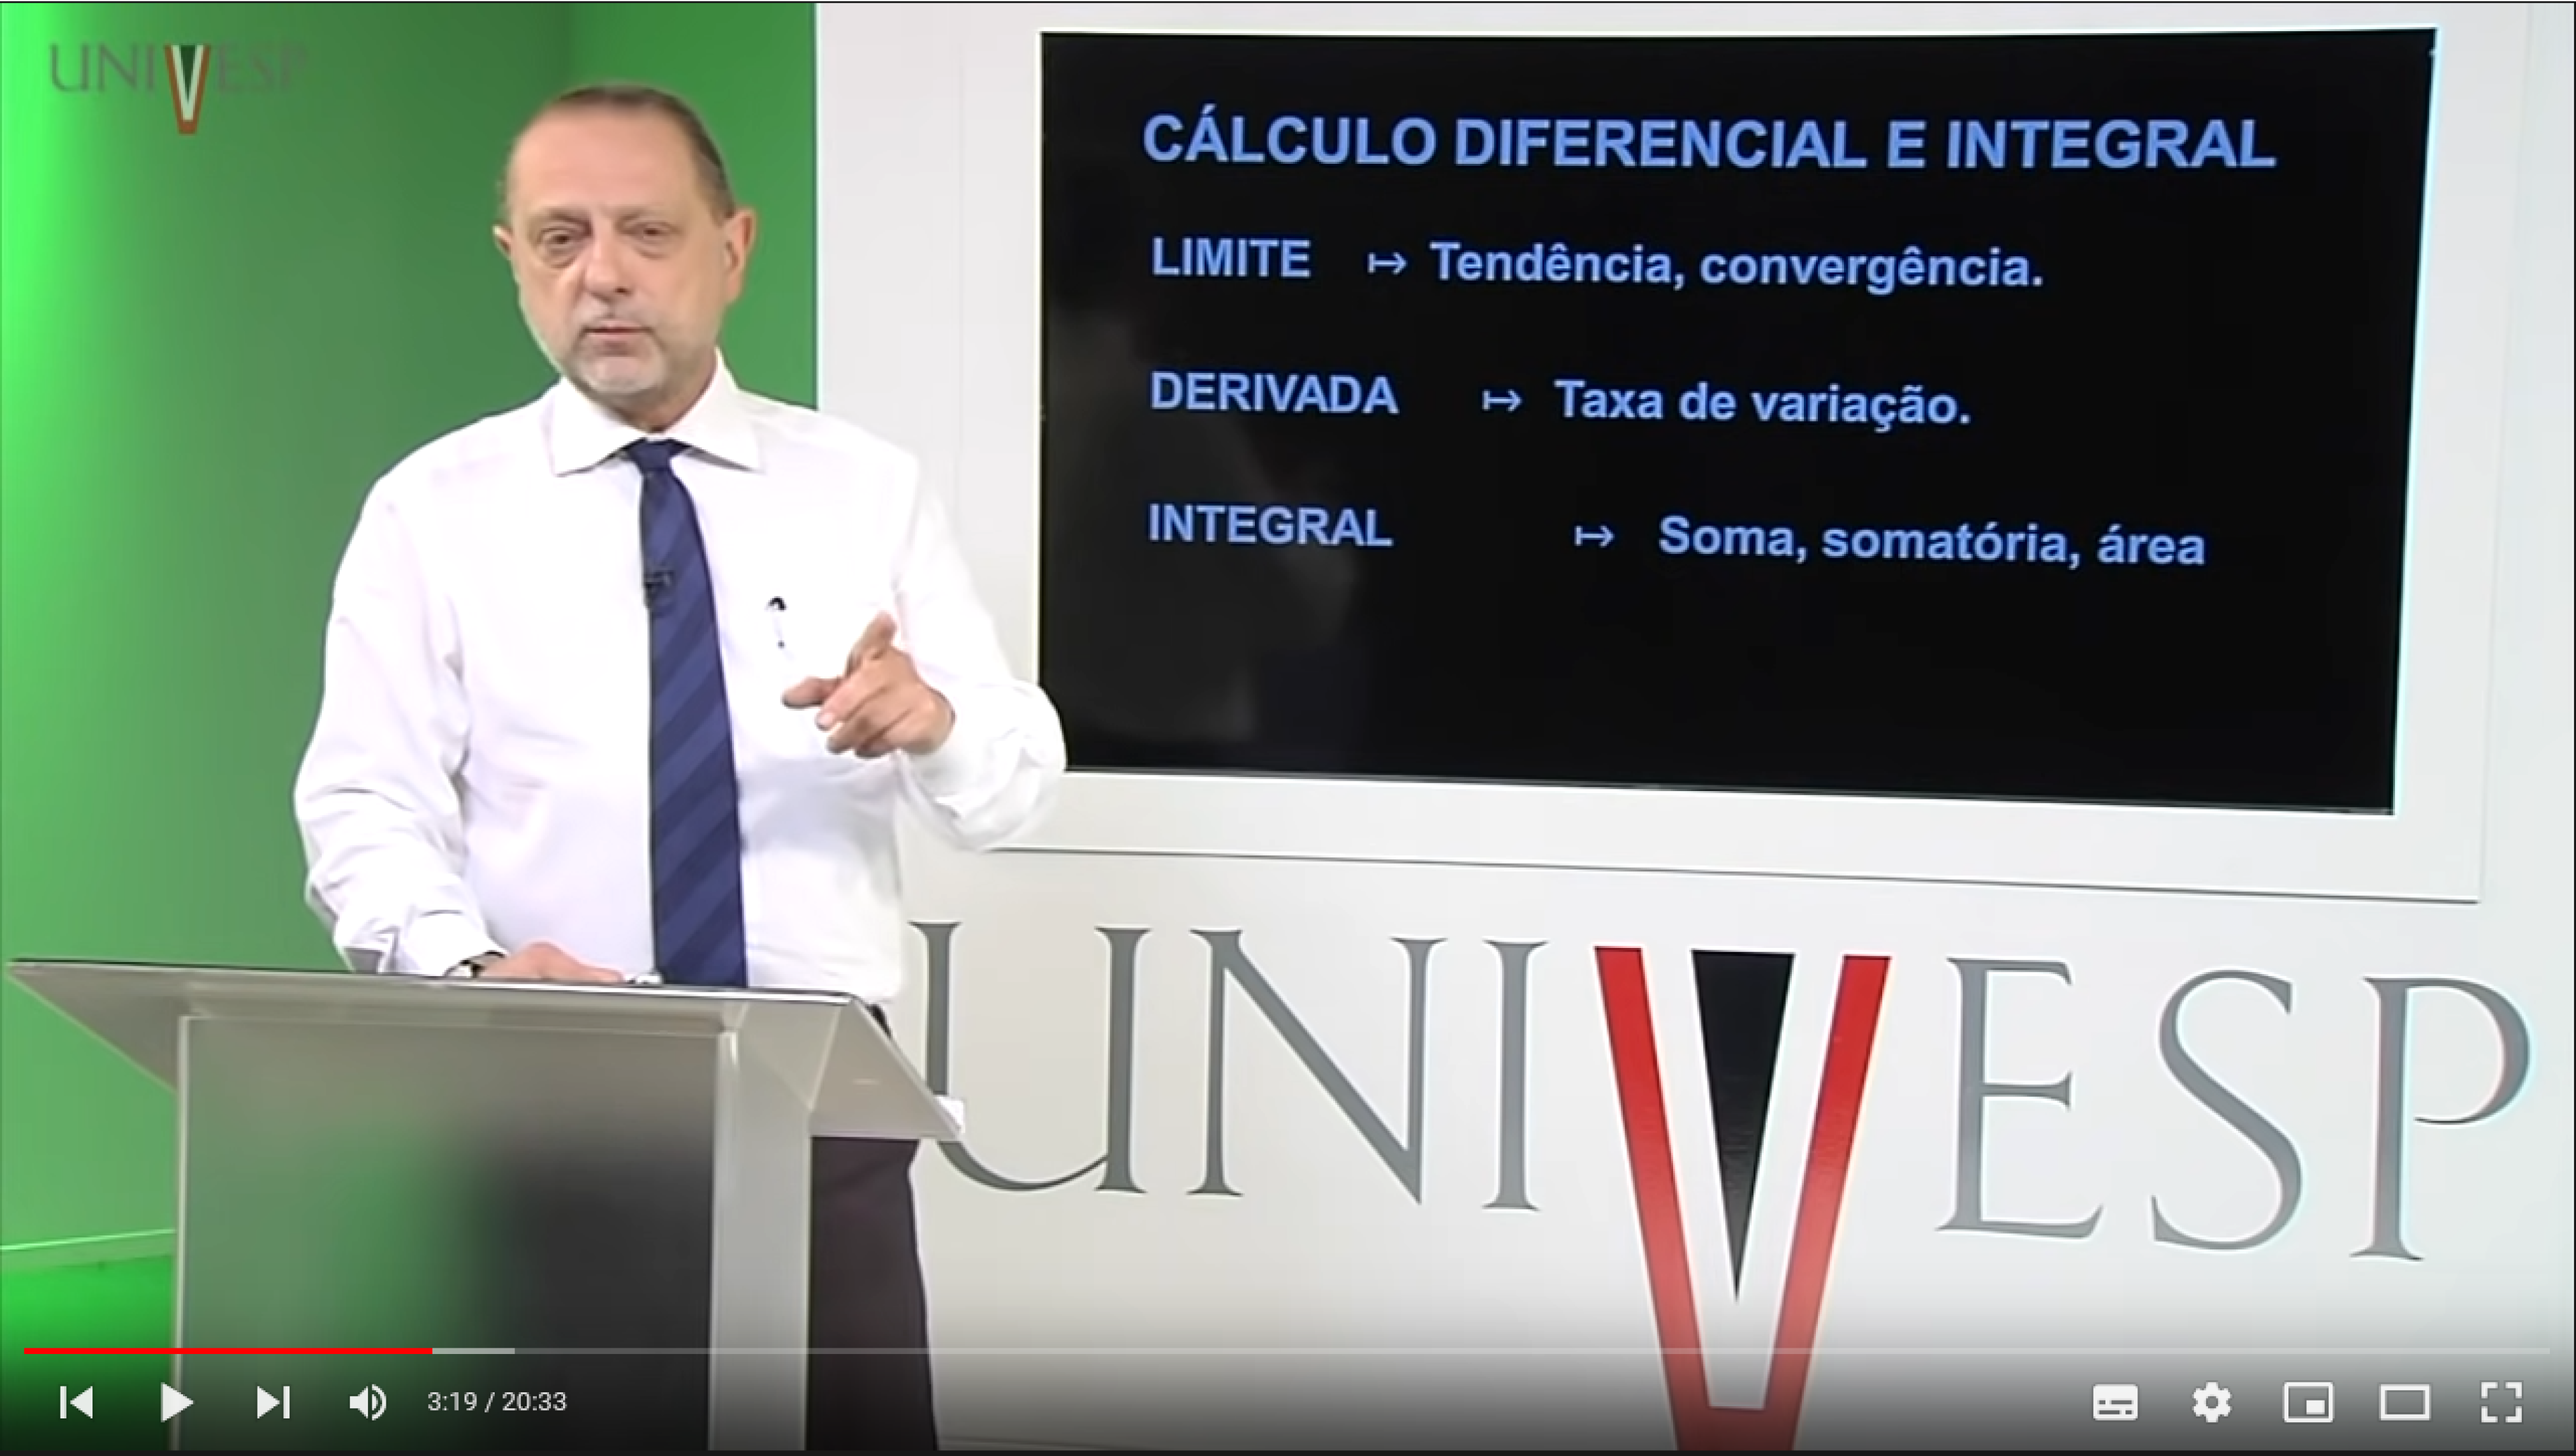 UNIVESP
CÁLCULO DIFERENCIAL E INTEGRAL
LIMITE ↦ Tendência, convergência.
DERIVADA ↦ Taxa de variação.
INTEGRAL ↦ Soma, somatória, área
UNIVESP
3:19 / 20:33